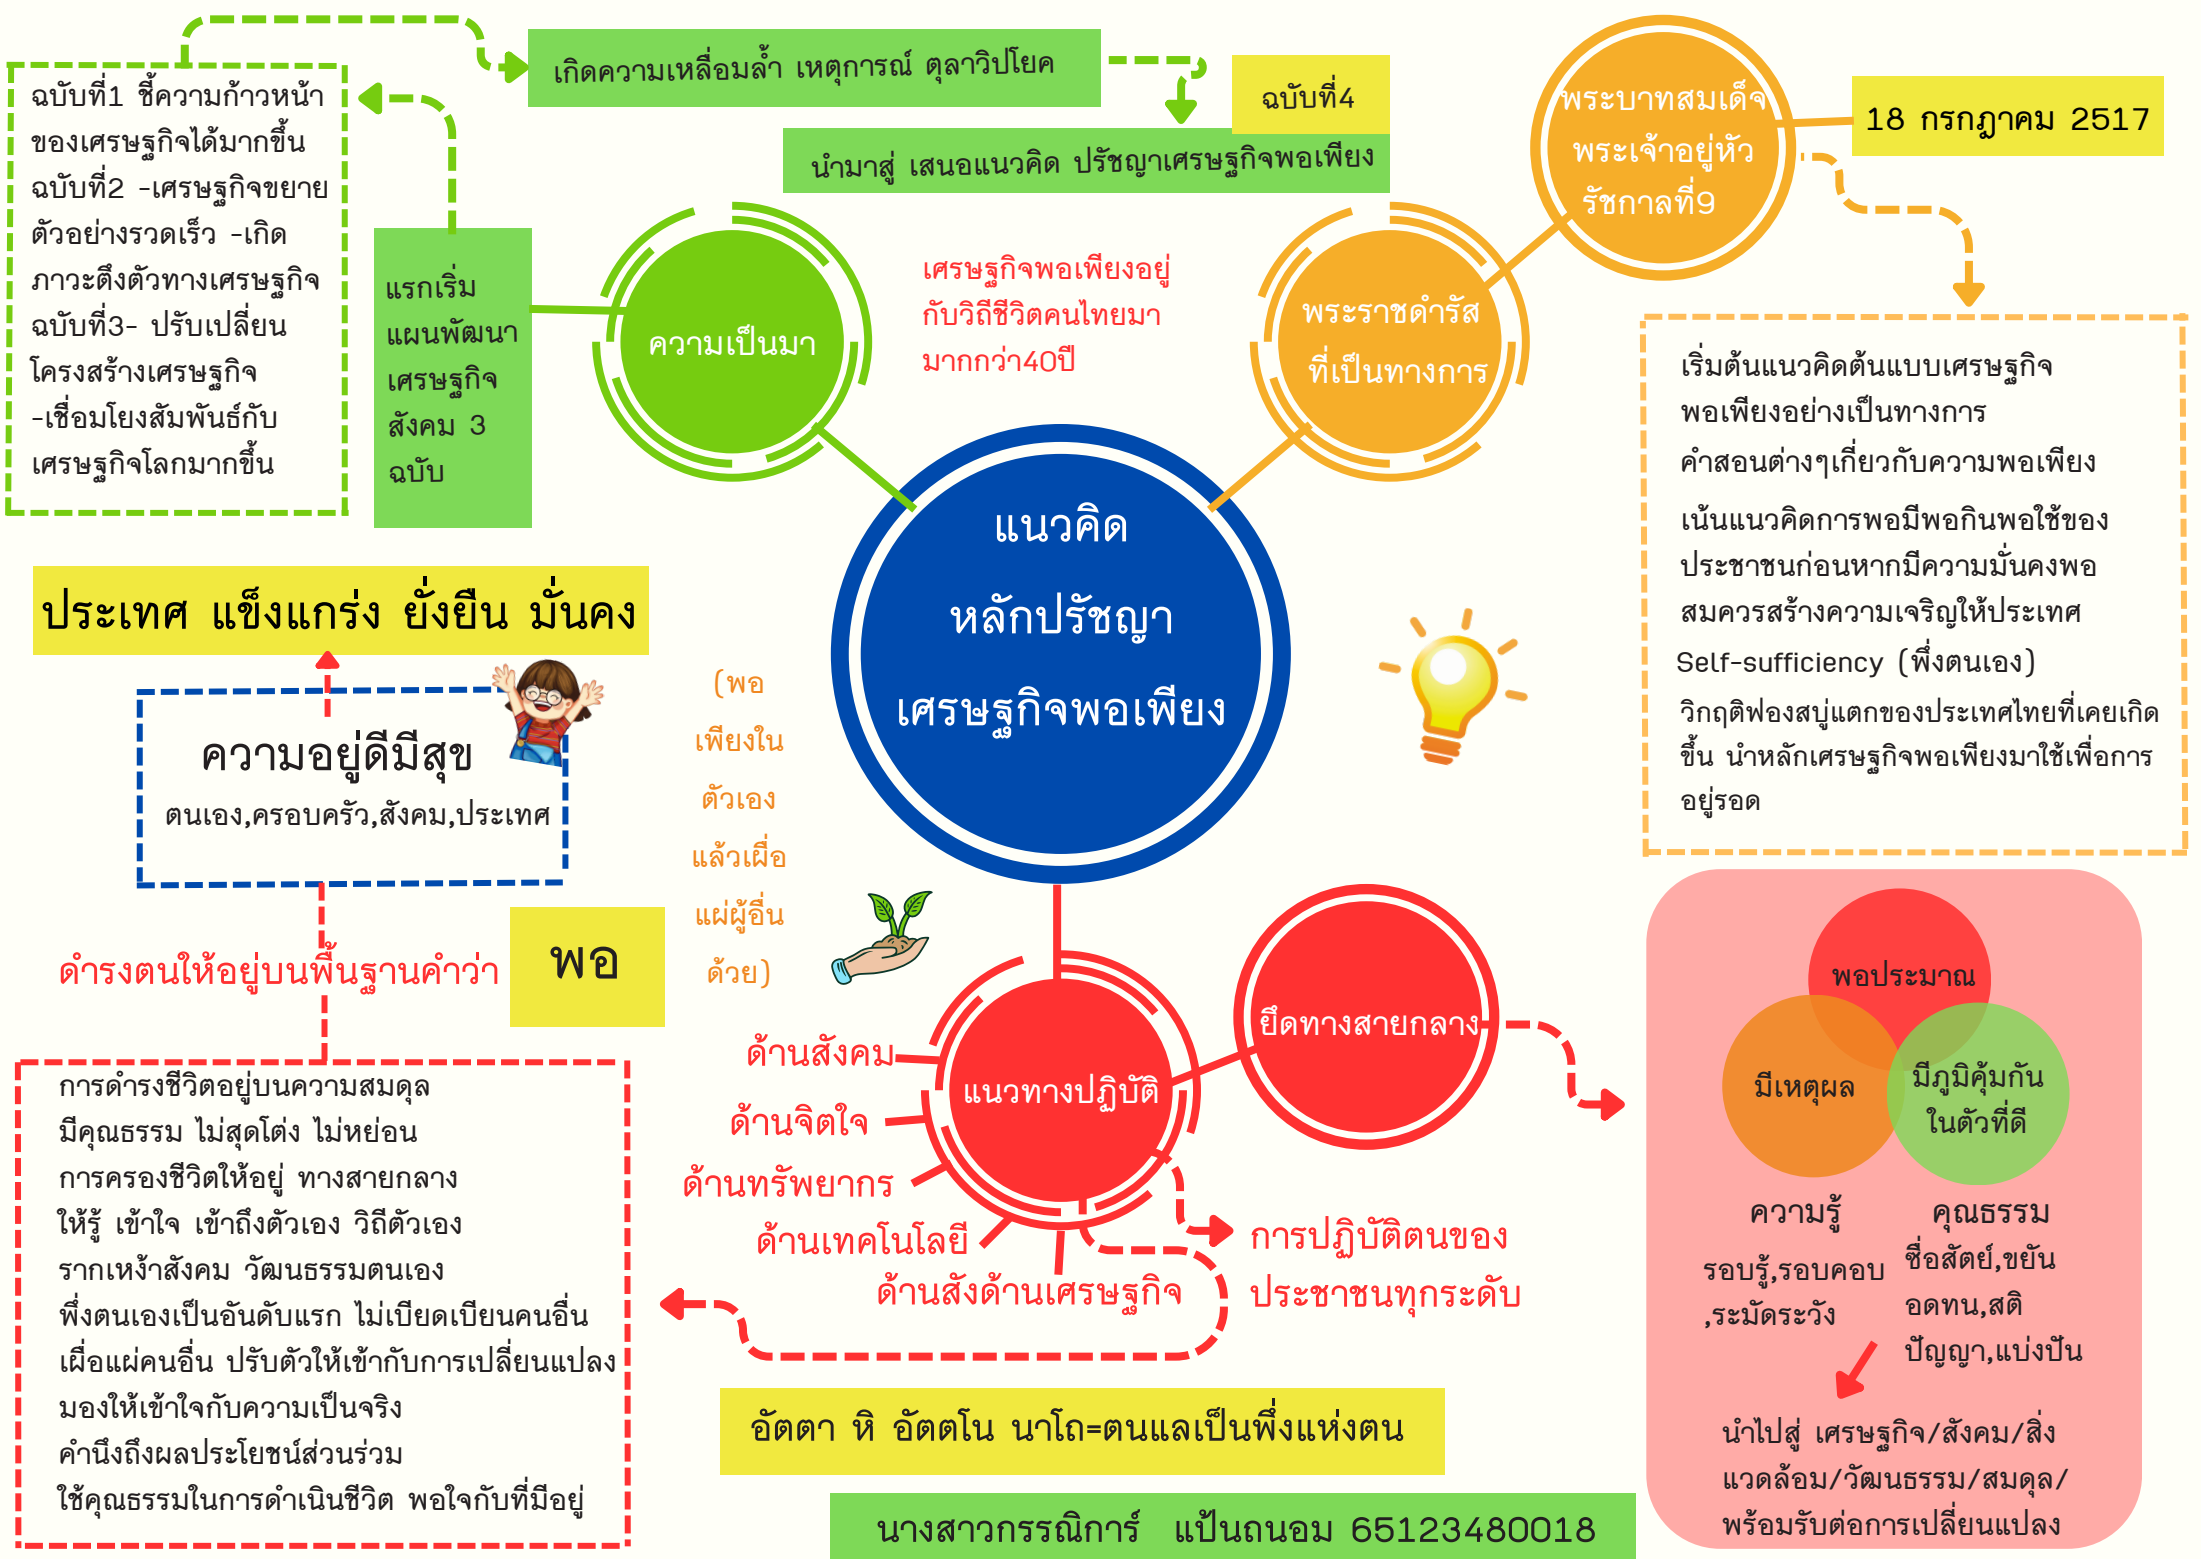 เกิดความเหลื่อมล้ำ เหตุการณ์ ตุลาวิปโยค
ฉบับที่4
นำมาสู่ เสนอแนวคิด ปรัชญาเศรษฐกิจพอเพียง
ฉบับที่1 ชี้ความก้าวหน้า
ของเศรษฐกิจได้มากขึ้น
ฉบับที่2 -เศรษฐกิจขยาย
ตัวอย่างรวดเร็ว -เกิด
ภาวะตึงตัวทางเศรษฐกิจ
ฉบับที่3- ปรับเปลี่ยน
โครงสร้างเศรษฐกิจ
-เชื่อมโยงสัมพันธ์กับ
เศรษฐกิจโลกมากขึ้น
แรกเริ่ม
แผนพัฒนา
เศรษฐกิจ
สังคม 3
ฉบับ
ความเป็นมา
เศรษฐกิจพอเพียงอยู่
กับวิถีชีวิตคนไทยมา
มากกว่า40ปี
พระราชดำรัส
ที่เป็นทางการ
พระบาทสมเด็จ
พระเจ้าอยู่หัว
รัชกาลที่9
18 กรกฎาคม 2517
เริ่มต้นแนวคิดต้นแบบเศรษฐกิจ
พอเพียงอย่างเป็นทางการ
คำสอนต่างๆเกี่ยวกับความพอเพียง
เน้นแนวคิดการพอมีพอกินพอใช้ของ
ประชาชนก่อนหากมีความมั่นคงพอ
สมควรสร้างความเจริญให้ประเทศ
Self-sufficiency (พึ่งตนเอง)
วิกฤติฟองสบู่แตกของประเทศไทยที่เคยเกิด
ขึ้น นำหลักเศรษฐกิจพอเพียงมาใช้เพื่อการ
อยู่รอด
แนวคิด
หลักปรัชญา
เศรษฐกิจพอเพียง
ประเทศ แข็งแกร่ง ยั่งยืน มั่นคง
ความอยู่ดีมีสุข
ตนเอง,ครอบครัว,สังคม,ประเทศ
ดำรงตนให้อยู่บนพื้นฐานคำว่า
พอ
(พอ
เพียงใน
ตัวเอง
แล้วเผื่อ
แผ่ผู้อื่น
ด้วย)
การดำรงชีวิตอยู่บนความสมดุล
มีคุณธรรม ไม่สุดโต่ง ไม่หย่อน
การครองชีวิตให้อยู่ ทางสายกลาง
ให้รู้ เข้าใจ เข้าถึงตัวเอง วิถีตัวเอง
รากเหง้าสังคม วัฒนธรรมตนเอง
พึ่งตนเองเป็นอันดับแรก ไม่เบียดเบียนคนอื่น
เผื่อแผ่คนอื่น ปรับตัวให้เข้ากับการเปลี่ยนแปลง
มองให้เข้าใจกับความเป็นจริง
คำนึงถึงผลประโยชน์ส่วนร่วม
ใช้คุณธรรมในการดำเนินชีวิต พอใจกับที่มีอยู่
แนวทางปฏิบัติ
ด้านสังคม
ด้านจิตใจ
ด้านทรัพยากร
ด้านเทคโนโลยี
ด้านสังด้านเศรษฐกิจ
ยึดทางสายกลาง
การปฏิบัติตนของ
ประชาชนทุกระดับ
พอประมาณ
มีเหตุผล
มีภูมิคุ้มกัน
ในตัวที่ดี
ความรู้
รอบรู้,รอบคอบ
,ระมัดระวัง
คุณธรรม
ซื่อสัตย์,ขยัน
อดทน,สติ
ปัญญา,แบ่งปัน
นำไปสู่ เศรษฐกิจ/สังคม/สิ่ง
แวดล้อม/วัฒนธรรม/สมดุล/
พร้อมรับต่อการเปลี่ยนแปลง
อัตตา หิ อัตตโน นาโถ=ตนแลเป็นพึ่งแห่งตน
นางสาวกรรณิการ์ แป้นถนอม 65123480018